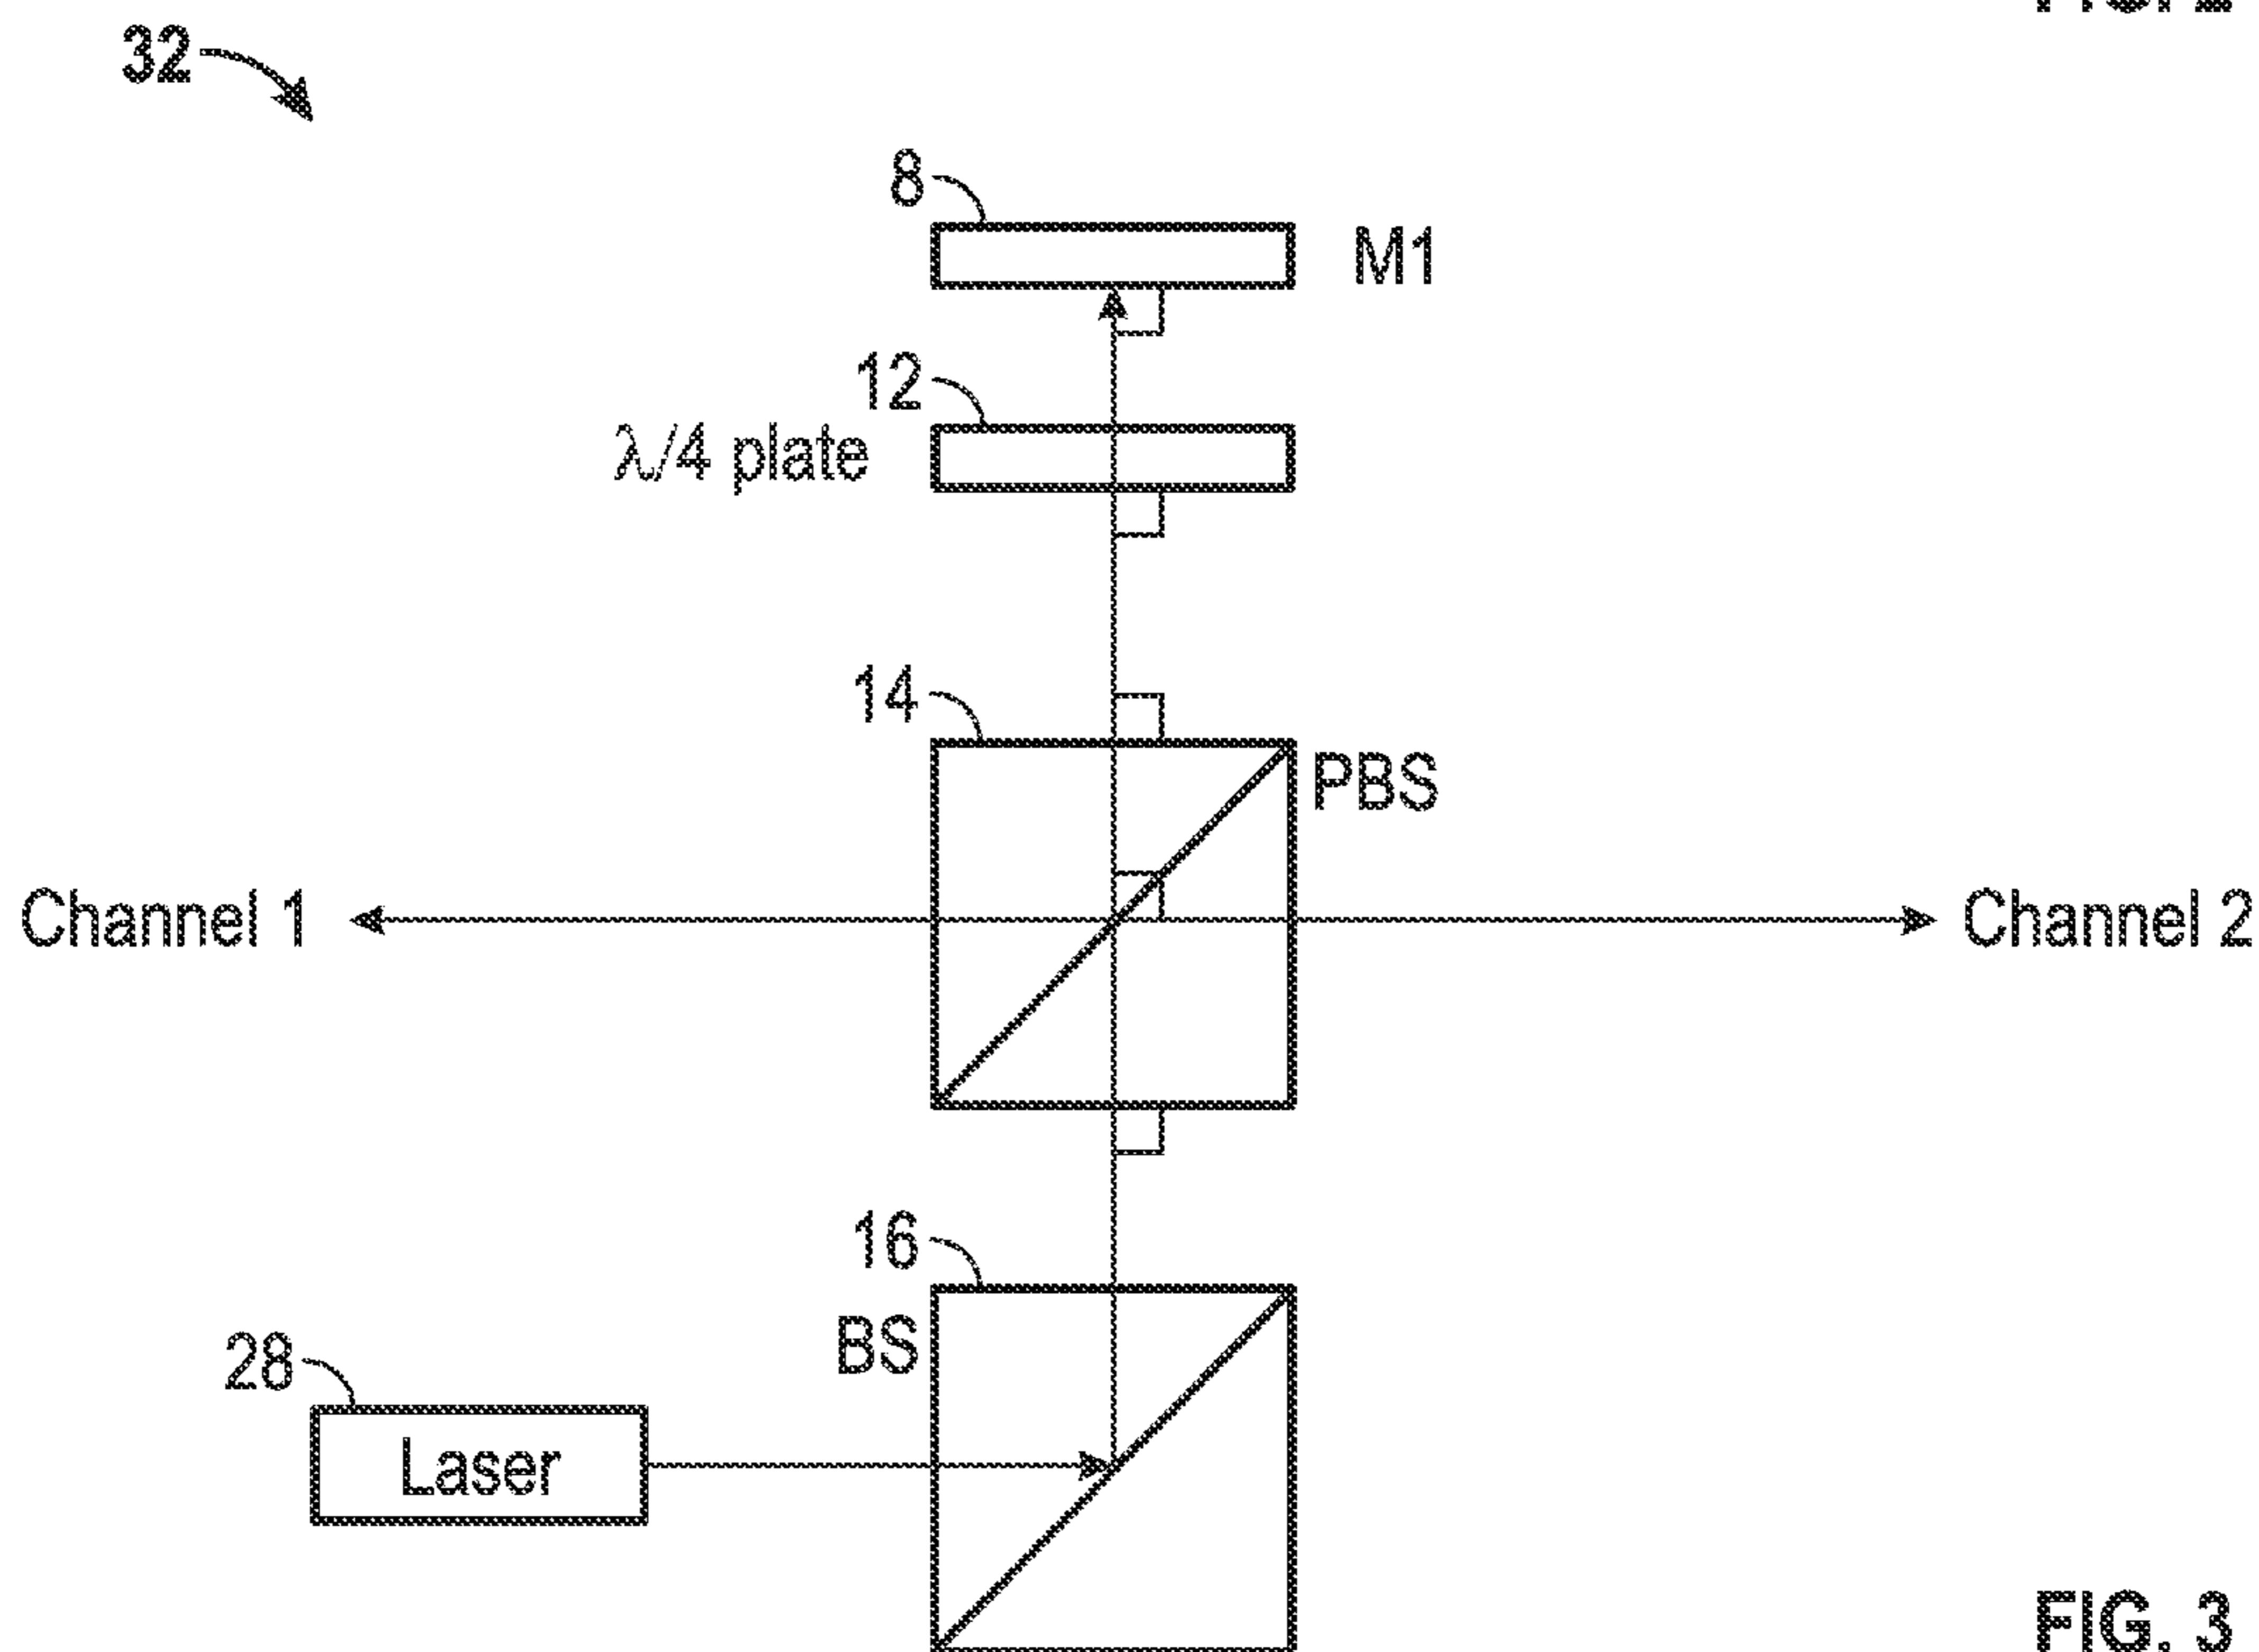 32
8
M1
12
λ/4 plate
14
PBS
Channel 1
Channel 2
16
BS
28
Laser
FIG. 3